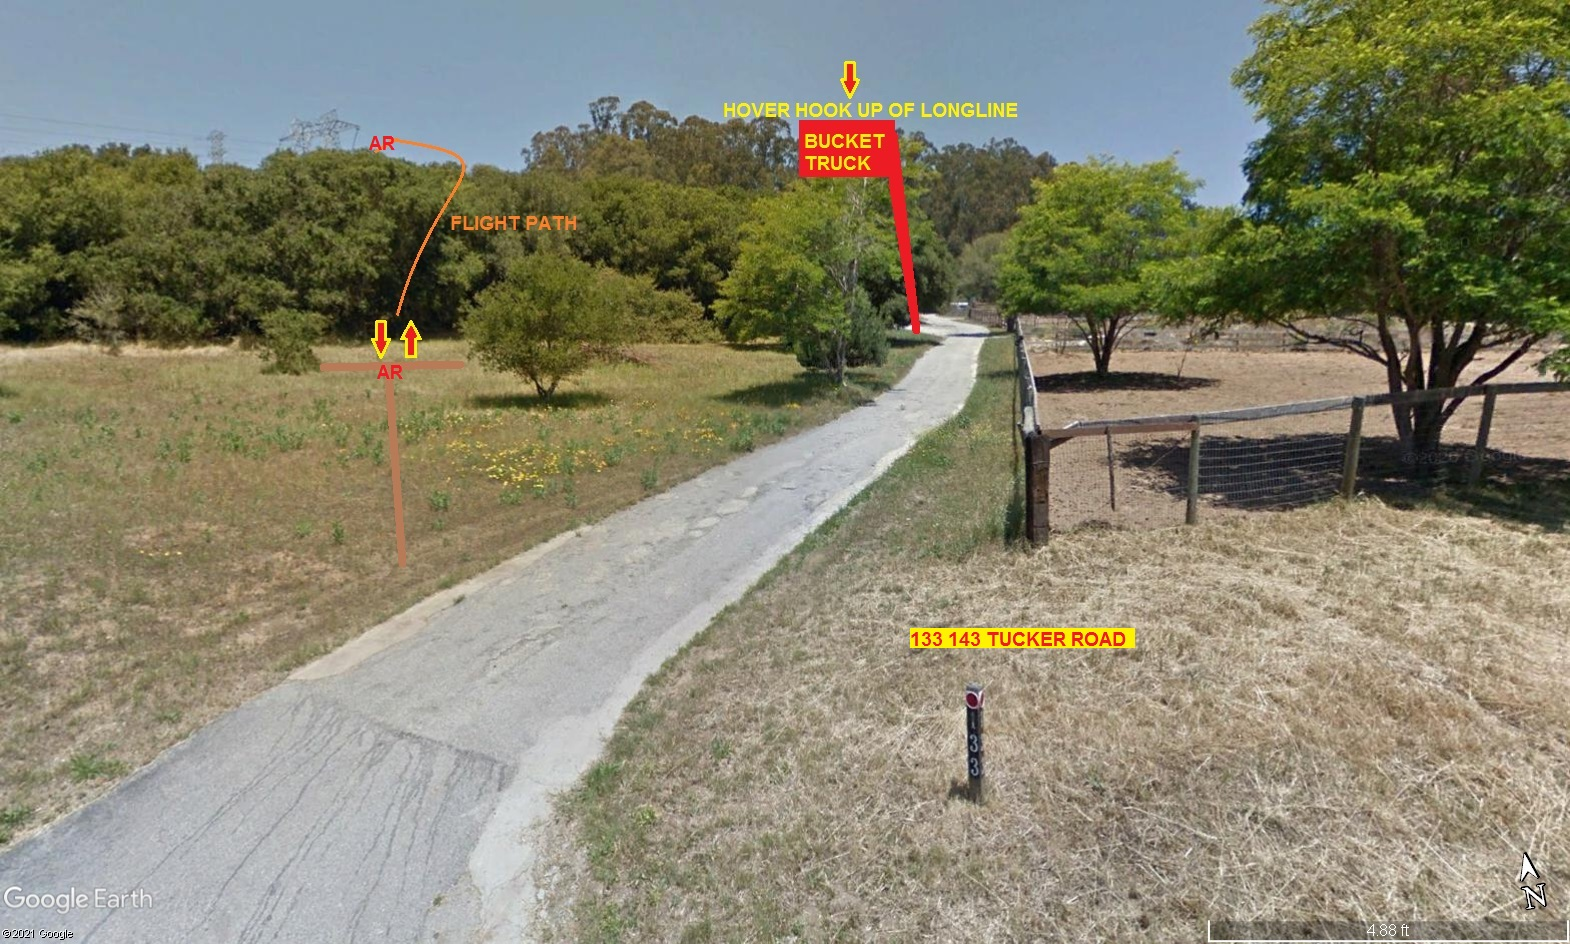 HOVER HOOK UP OF LONGLINE
BUCKET
TRUCK
AR
FLIGHT PATH
AR
133 143 TUCKER ROAD
133
Google Earth
©2021 Google
4.88 ft
N